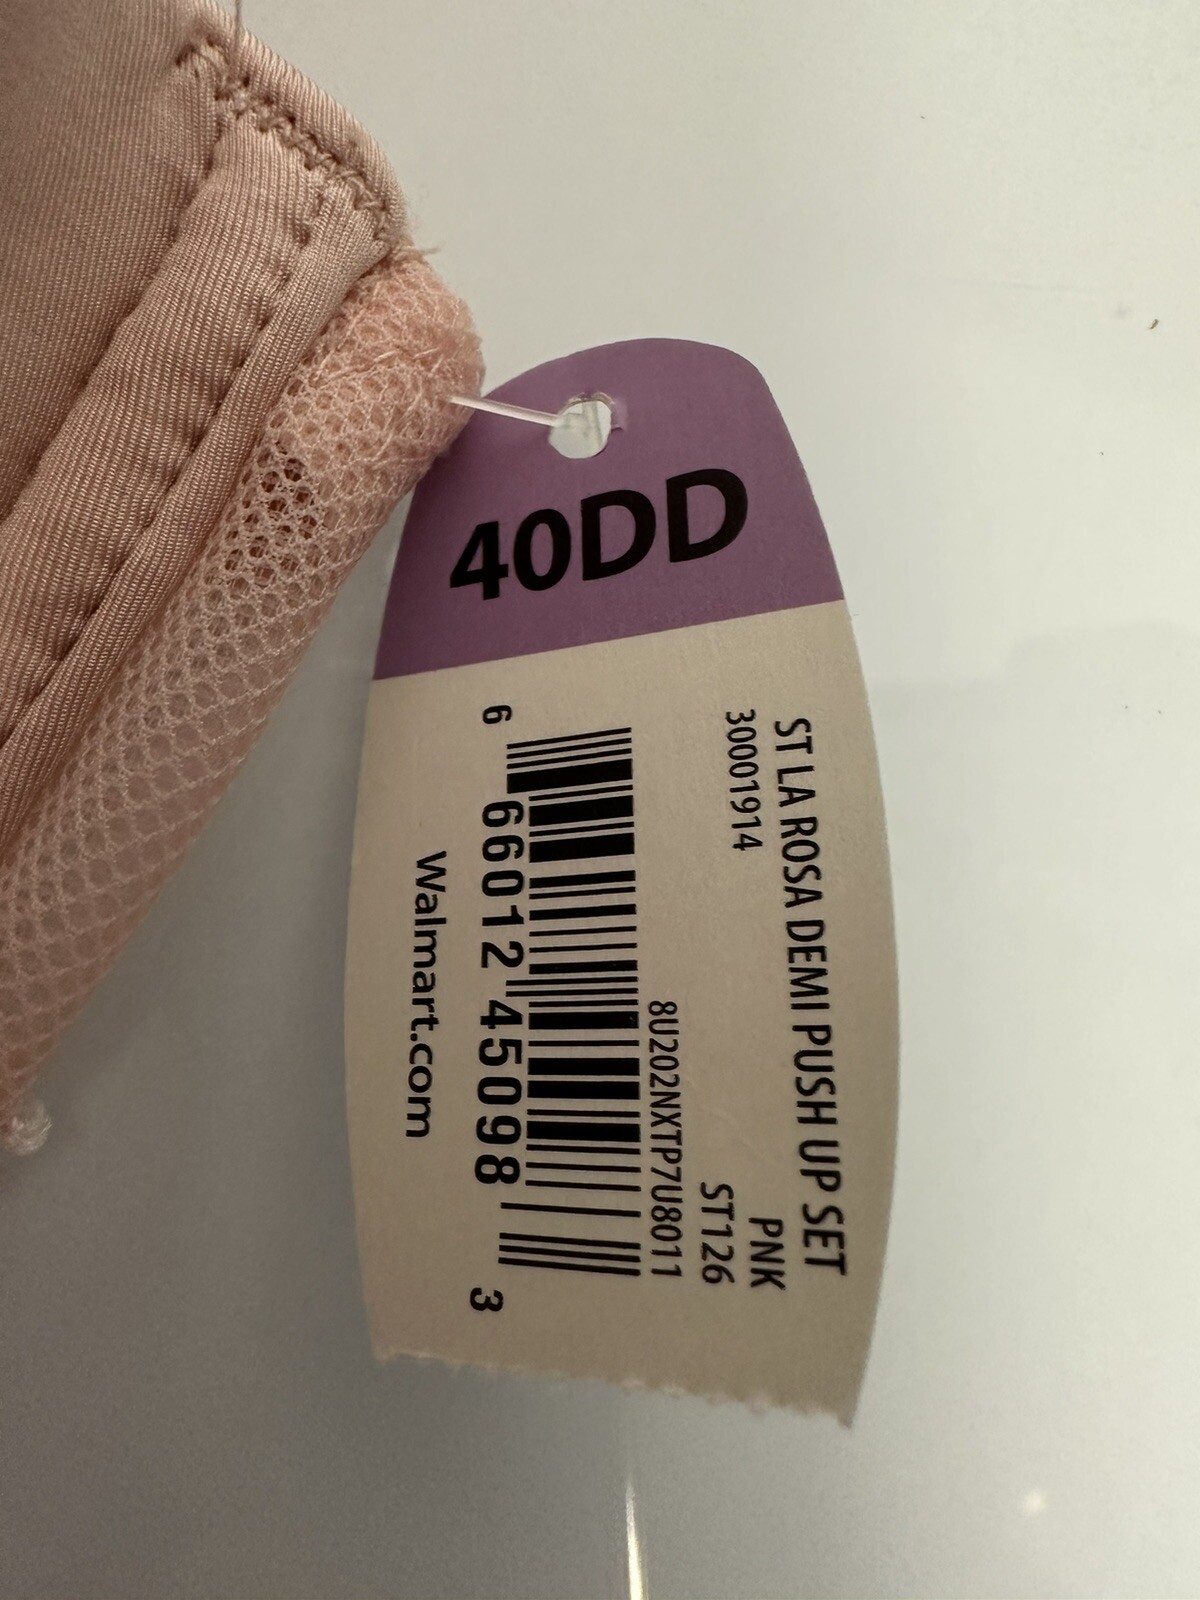 40DD
ST LA ROSA DEMI PUSH UP SET
30001914
PNK
ST126
8U202NXTP7U8011
6 66012 45098 3
Walmart.com